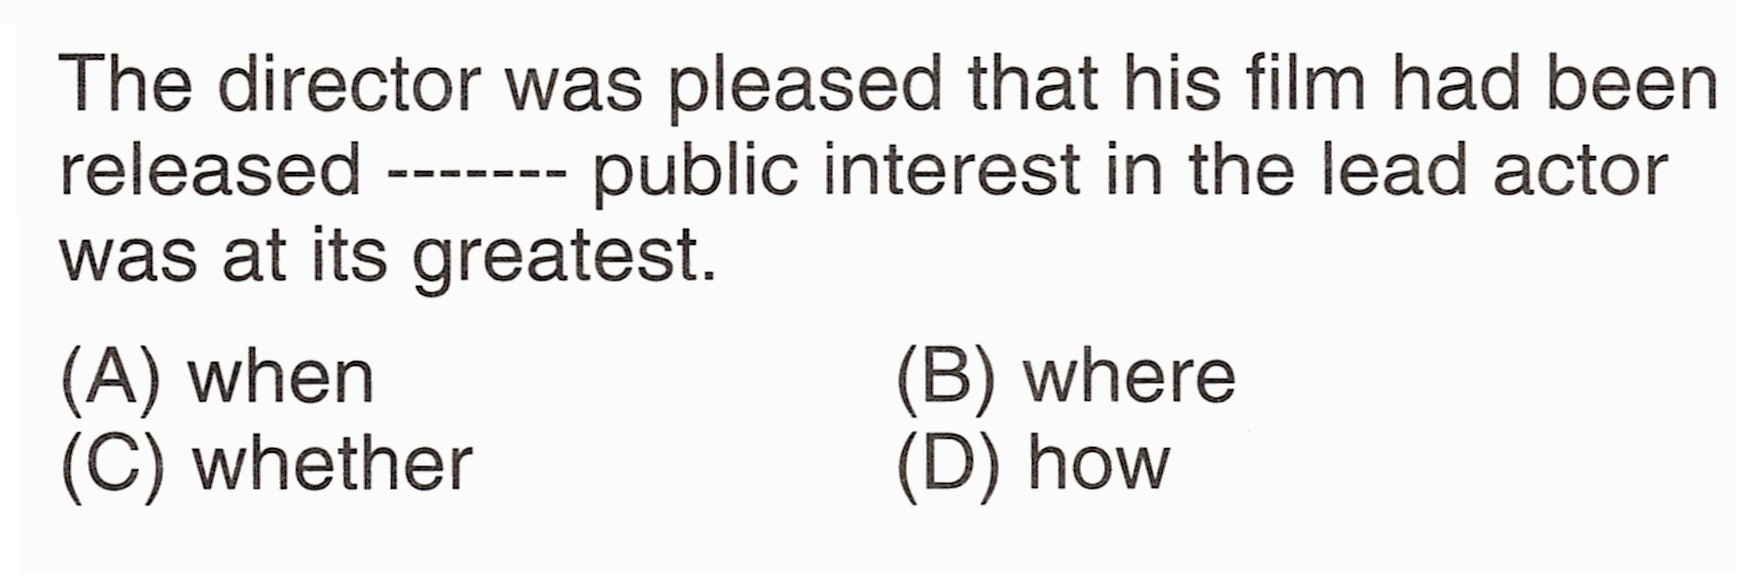 The director was pleased that his film had been
released ------- public interest in the lead actor
was at its greatest.
(A) when (B) where
(C) whether (D) how